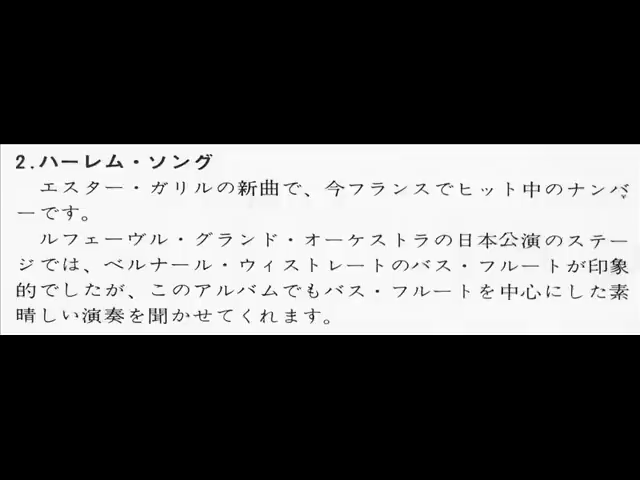 2.ハーレム・ソング
エスター・ガリルの新曲で、今フランスでヒット中のナンバ
ーです。
ルフェーヴル・グランド・オーケストラの日本公演のステー
ジでは、ベルナール・ウィストレートのバス・フルートが印象
的でしたが、このアルバムでもバス・フルートを中心にした素
晴しい演奏を聞かせてくれます。